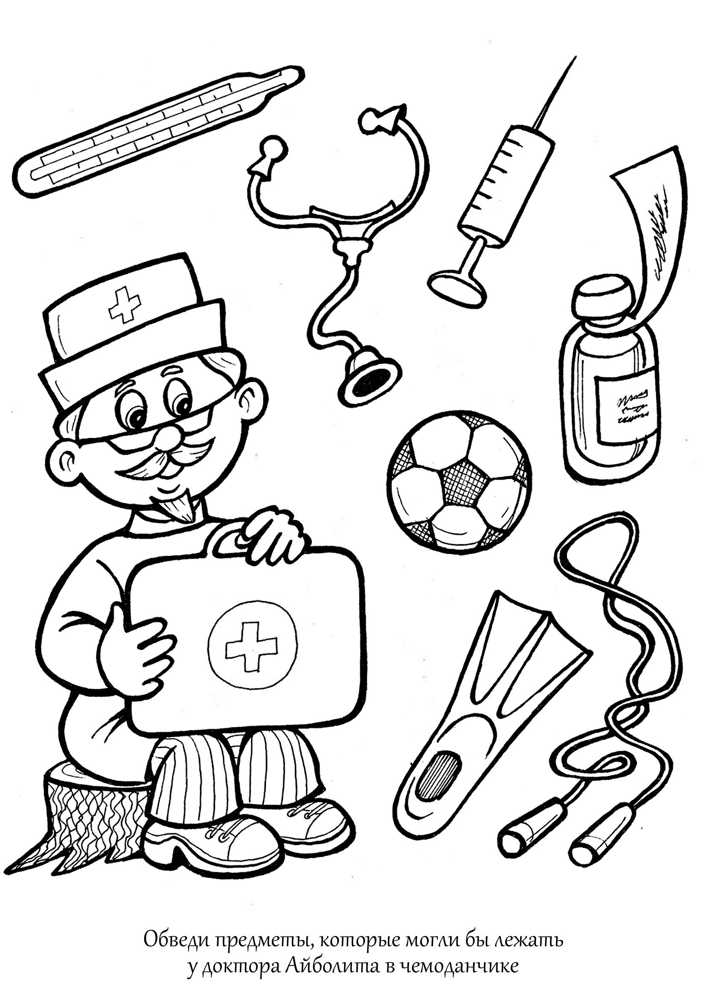 Обведи предметы, которые могли бы лежать
у доктора Айболита в чемоданчике